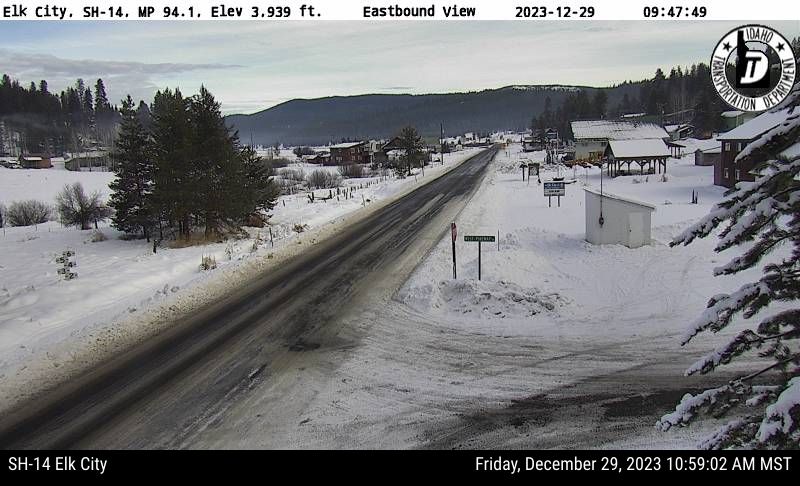 Elk City, SH-14, MP 94.1, Elev 3,939 ft. Eastbound View 2023-12-29 09:47:49
IDAHO
TRANSPORTATION DEPARTMENT
SH-14 Elk City Friday, December 29, 2023 10:59:02 AM MST